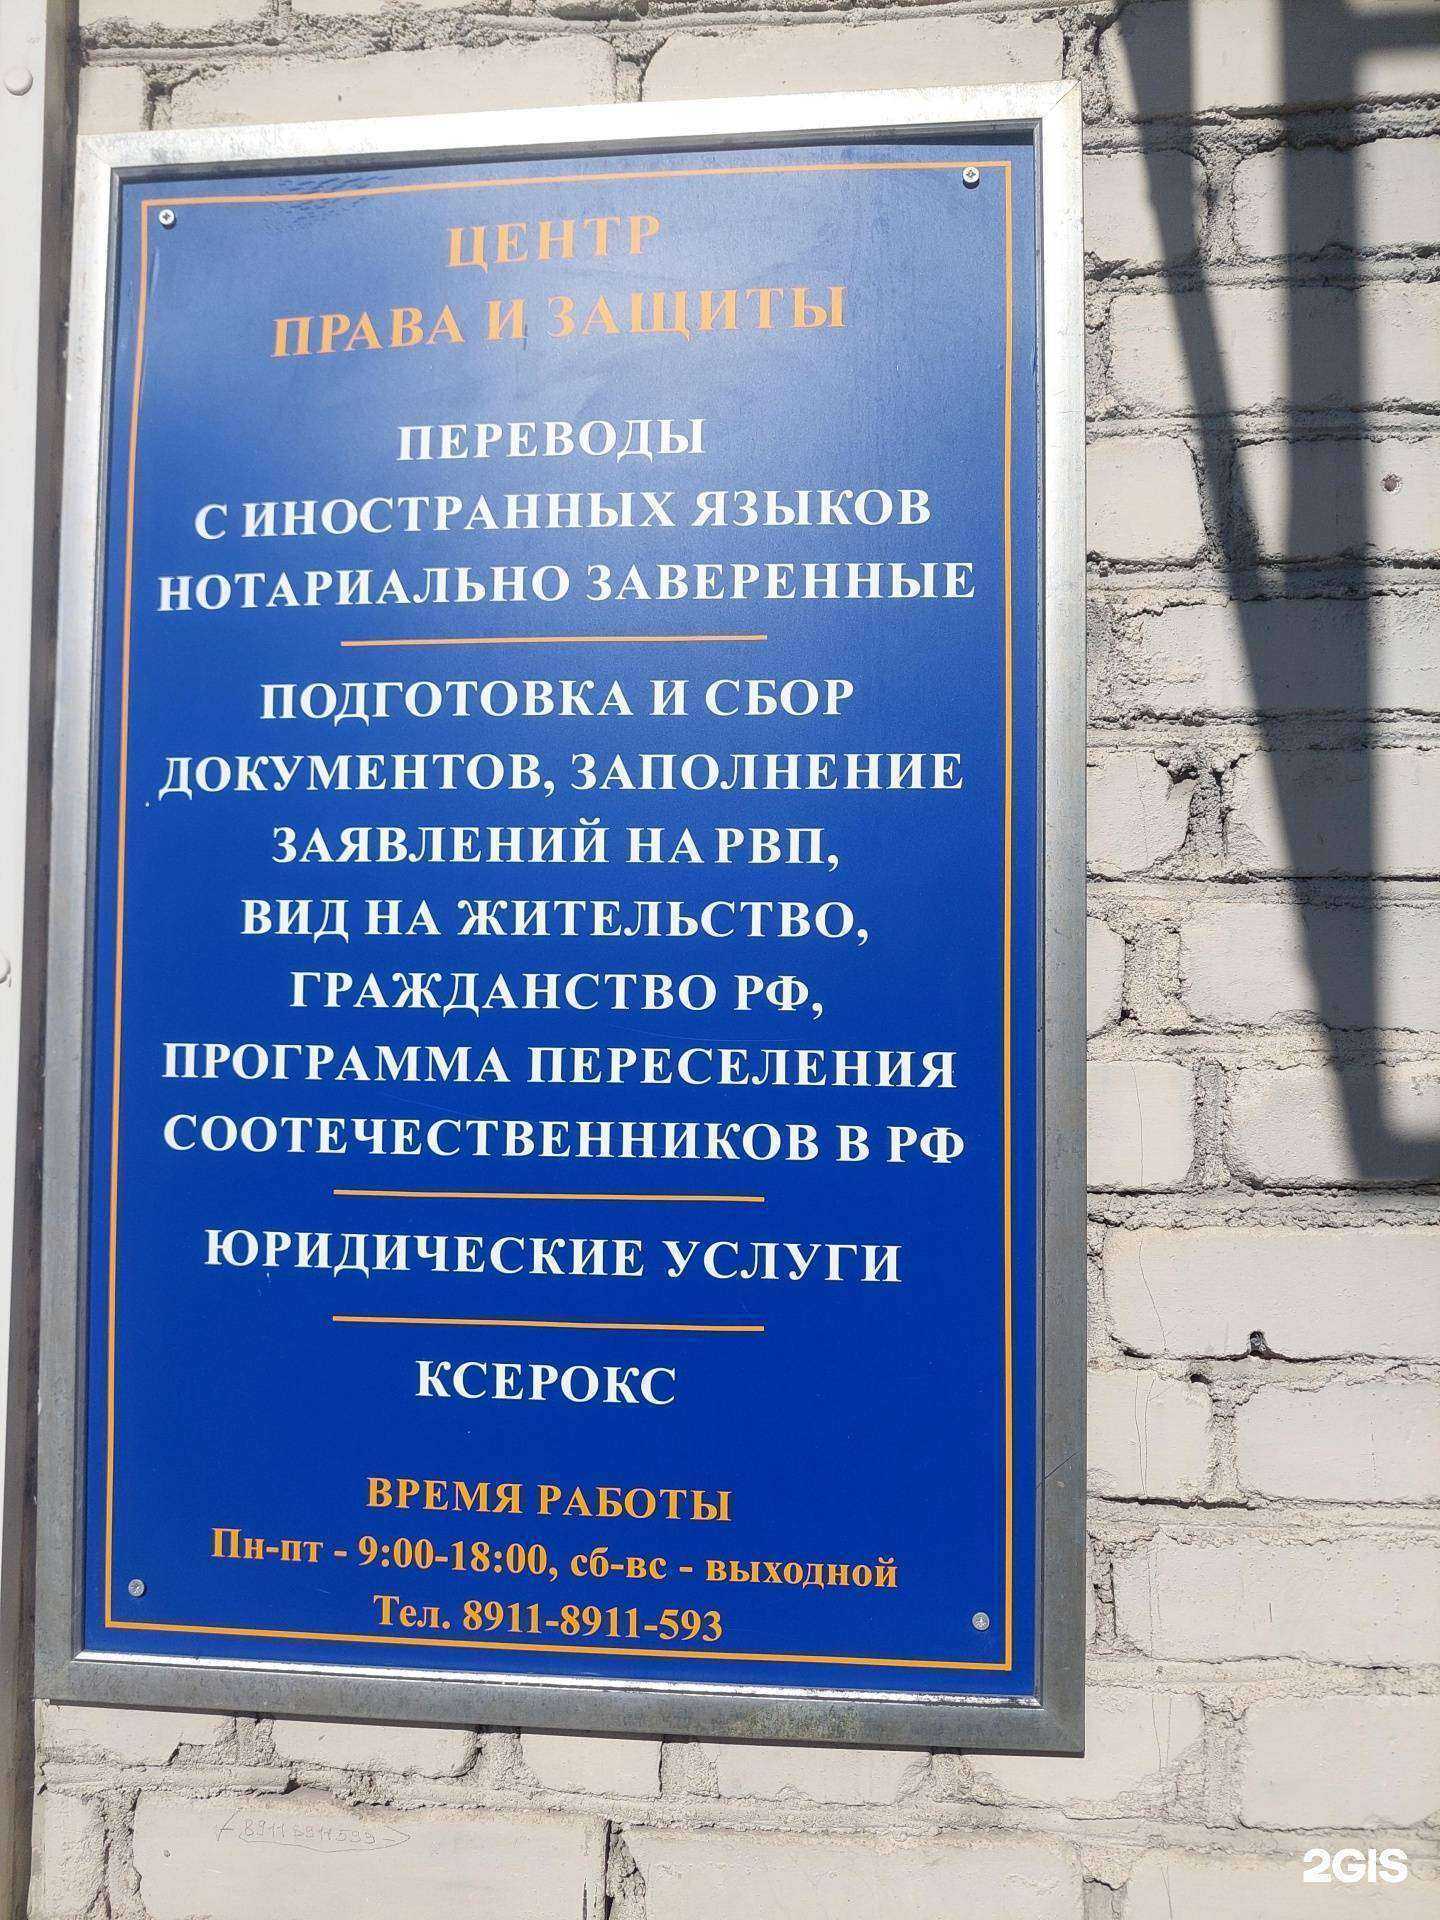 ЦЕНТР
ПРАВА И ЗАЩИТЫ
ПЕРЕВОДЫ
С ИНОСТРАННЫХ ЯЗЫКОВ
НОТАРИАЛЬНО ЗАВЕРЕННЫЕ
ПОДГОТОВКА И СБОР
ДОКУМЕНТОВ, ЗАПОЛНЕНИЕ
ЗАЯВЛЕНИЙ НА РВП,
ВИД НА ЖИТЕЛЬСТВО,
ГРАЖДАНСТВО РФ,
ПРОГРАММА ПЕРЕСЕЛЕНИЯ
СООТЕЧЕСТВЕННИКОВ В РФ
ЮРИДИЧЕСКИЕ УСЛУГИ
КСЕРОКС
ВРЕМЯ РАБОТЫ
Пн-пт - 9:00-18:00, сб-вс - выходной
Тел. 8911-8911-593
2GIS